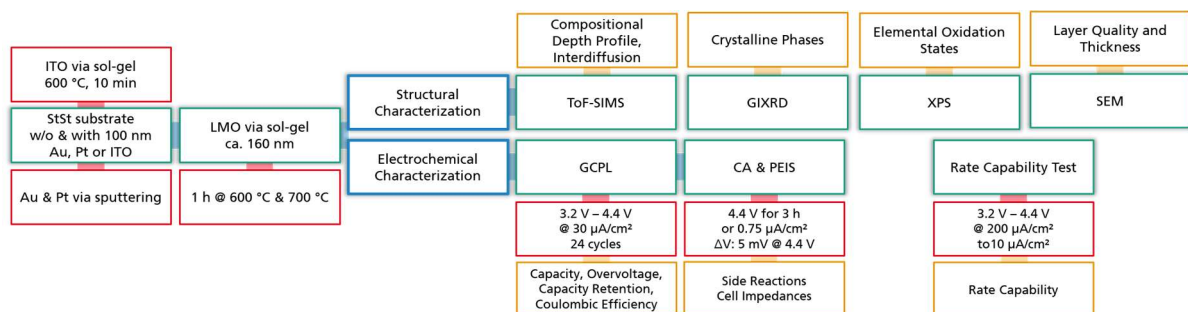 ITO via sol-gel
600 °C, 10 min
StSt substrate
w/o & with 100 nm
Au, Pt or ITO
Au & Pt via sputtering
LMO via sol-gel
ca. 160 nm
1 h @ 600 °C & 700 °C
Structural
Characterization
Electrochemical
Characterization
Compositional
Depth Profile,
Interdiffusion
ToF-SIMS
Crystalline Phases
GIXRD
Elemental Oxidation
States
XPS
Layer Quality and
Thickness
SEM
GCPL
3.2 V – 4.4 V
@ 30 µA/cm²
24 cycles
Capacity, Overvoltage,
Capacity Retention,
Coulombic Efficiency
CA & PEIS
4.4 V for 3 h
or 0.75 µA/cm²
ΔV: 5 mV @ 4.4 V
Side Reactions
Cell Impedances
Rate Capability Test
3.2 V – 4.4 V
@ 200 µA/cm²
to10 µA/cm²
Rate Capability